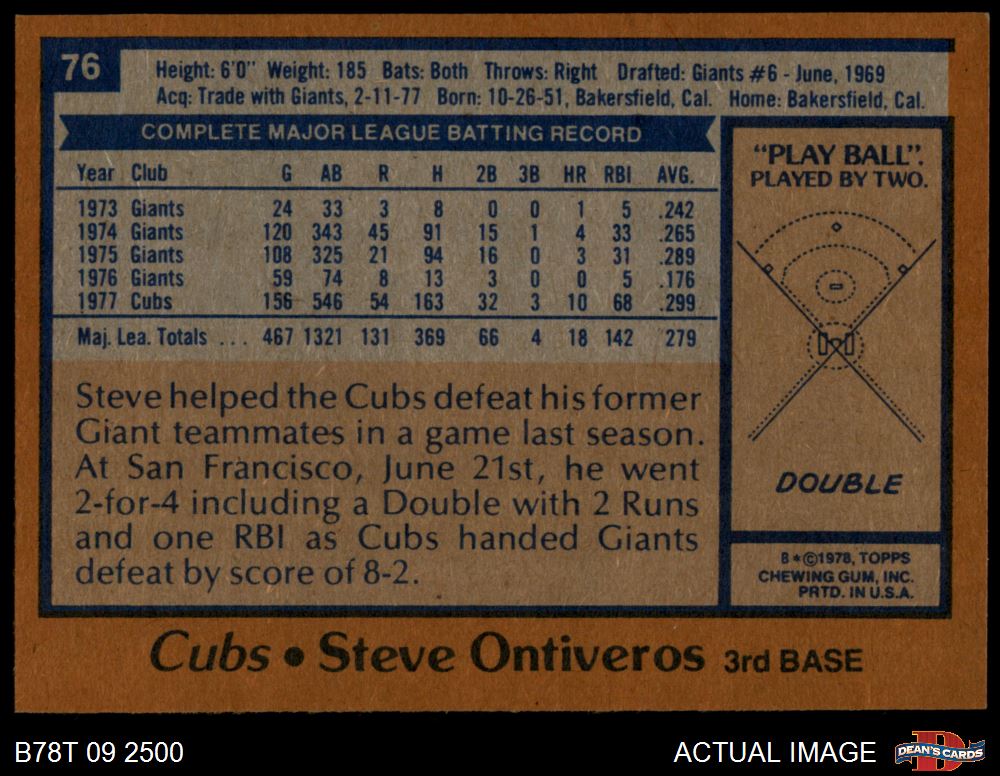 76
Height: 6'0" Weight: 185 Bats: Both Throws: Right Drafted: Giants #6 - June, 1969
Acq: Trade with Giants, 2-11-77 Born: 10-26-51, Bakersfield, Cal. Home: Bakersfield, Cal.
COMPLETE MAJOR LEAGUE BATTING RECORD
Year Club G AB R H 2B 3B HR RBI AVG.
1973 Giants 24 33 3 8 0 0 1 5 .242
1974 Giants 120 343 45 91 15 1 4 33 .265
1975 Giants 108 325 21 94 16 0 3 31 .289
1976 Giants 59 74 8 13 3 0 0 5 .176
1977 Cubs 156 546 54 163 32 3 10 68 .299
Maj. Lea. Totals ... 467 1321 131 369 66 4 18 142 279
Steve helped the Cubs defeat his former
Giant teammates in a game last season.
At San Francisco, June 21st, he went
2-for-4 including a Double with 2 Runs
and one RBI as Cubs handed Giants
defeat by score of 8-2.
"PLAY BALL".
PLAYED BY TWO.
DOUBLE
B*©1978, TOPPS
CHEWING GUM, INC.
PRTD. IN U.S.A.
Cubs • Steve Ontiveros 3rd BASE
B78T 09 2500
ACTUAL IMAGE
D
DEAN'S CARDS